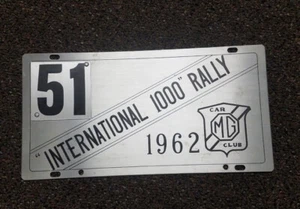 51
"INTERNATIONAL 1000" RALLY
1962
CAR
MG
CLUB